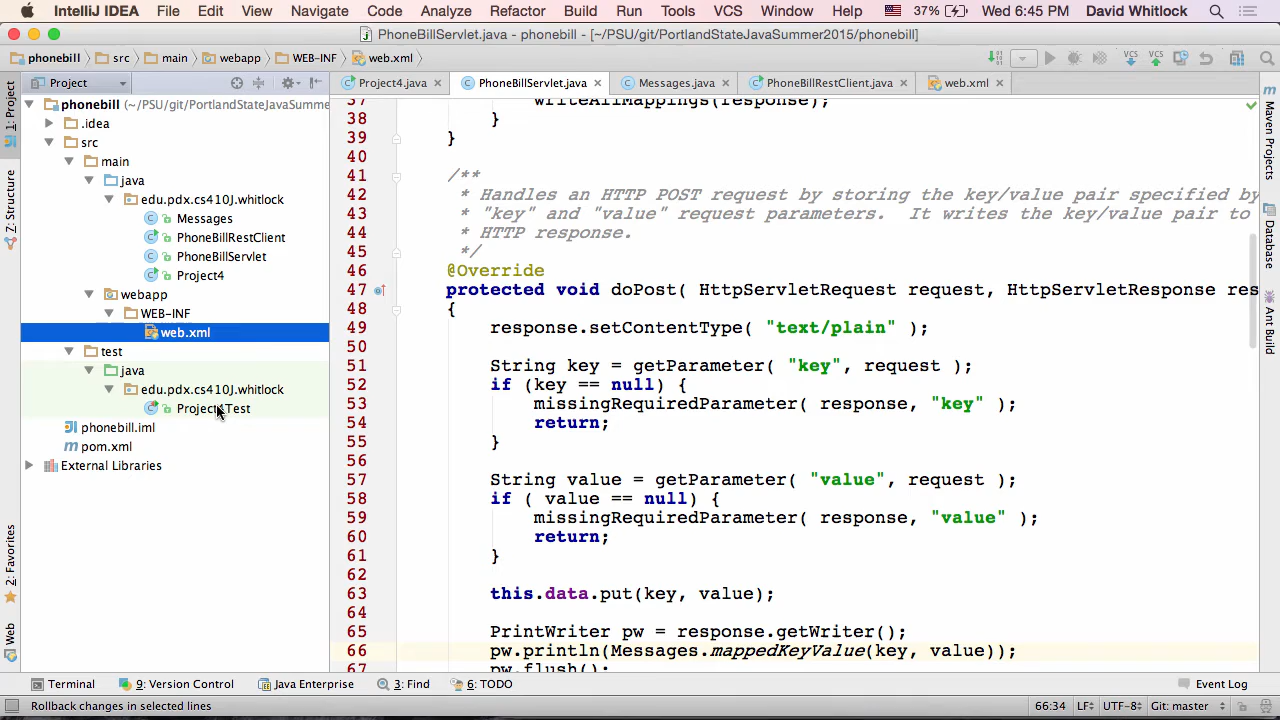 IntelliJ IDEA File Edit View Navigate Code Analyze Refactor Build Run Tools VCS Window Help 37% Wed 6:45 PM David Whitlock
PhoneBillServlet.java - phonebill - [~/PSU/git/PortlandStateJavaSummer2015/phonebill]
phonebill src main webapp WEB-INF web.xml
Project
Project4.java PhoneBillServlet.java Messages.java PhoneBillRestClient.java web.xml
phonebill (~/PSU/git/PortlandStateJavaSumme
.idea
src
main
java
edu.pdx.cs410J.whitlock
Messages
PhoneBillRestClient
PhoneBillServlet
Project4
webapp
WEB-INF
web.xml
test
java
edu.pdx.cs410J.whitlock
phonebill.iml
pom.xml
External Libraries
1: Project
Z: Structure
2: Favorites
Web
37 writeAllMappings(response);
38 }
39 }
40
41 /**
42 * Handles an HTTP POST request by storing the key/value pair specified by
43 * "key" and "value" request parameters. It writes the key/value pair to
44 * HTTP response.
45 */
46 @Override
47 protected void doPost( HttpServletRequest request, HttpServletResponse res
48 {
49 response.setContentType( "text/plain" );
50
51 String key = getParameter( "key", request );
52 if (key == null) {
53 missingRequiredParameter( response, "key" );
54 return;
55 }
56
57 String value = getParameter( "value", request );
58 if ( value == null) {
59 missingRequiredParameter( response, "value" );
60 return;
61 }
62
63 this.data.put(key, value);
64
65 PrintWriter pw = response.getWriter();
66 pw.println(Messages.mappedKeyValue(key, value));
67 pw.flush();
Maven Projects
Database
Ant Build
Terminal 9: Version Control Java Enterprise 3: Find 6: TODO Event Log
Rollback changes in selected lines 66:34 LF UTF-8 Git: master